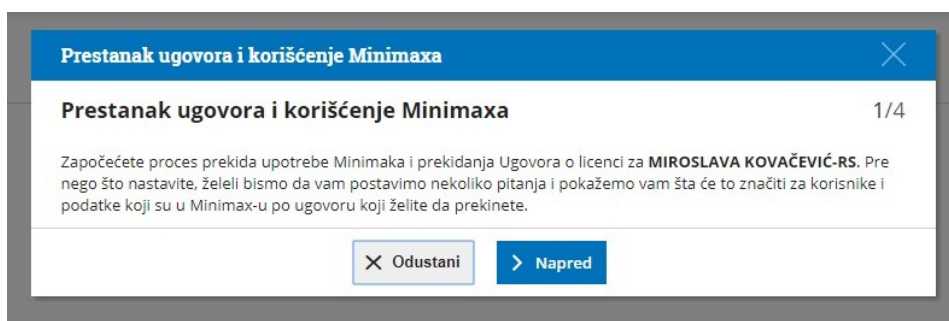 Prestanak ugovora i korišćenje Minimaxa
Prestanak ugovora i korišćenje Minimaxa 1/4
Započećete proces prekida upotrebe Minimaka i prekidanja Ugovora o licenci za MIROSLAVA KOVAČEVIĆ-RS. Pre
nego što nastavite, želeli bismo da vam postavimo nekoliko pitanja i pokažemo vam šta će to značiti za korisnike i
podatke koji su u Minimax-u po ugovoru koji želite da prekinete.
Odustani Napred